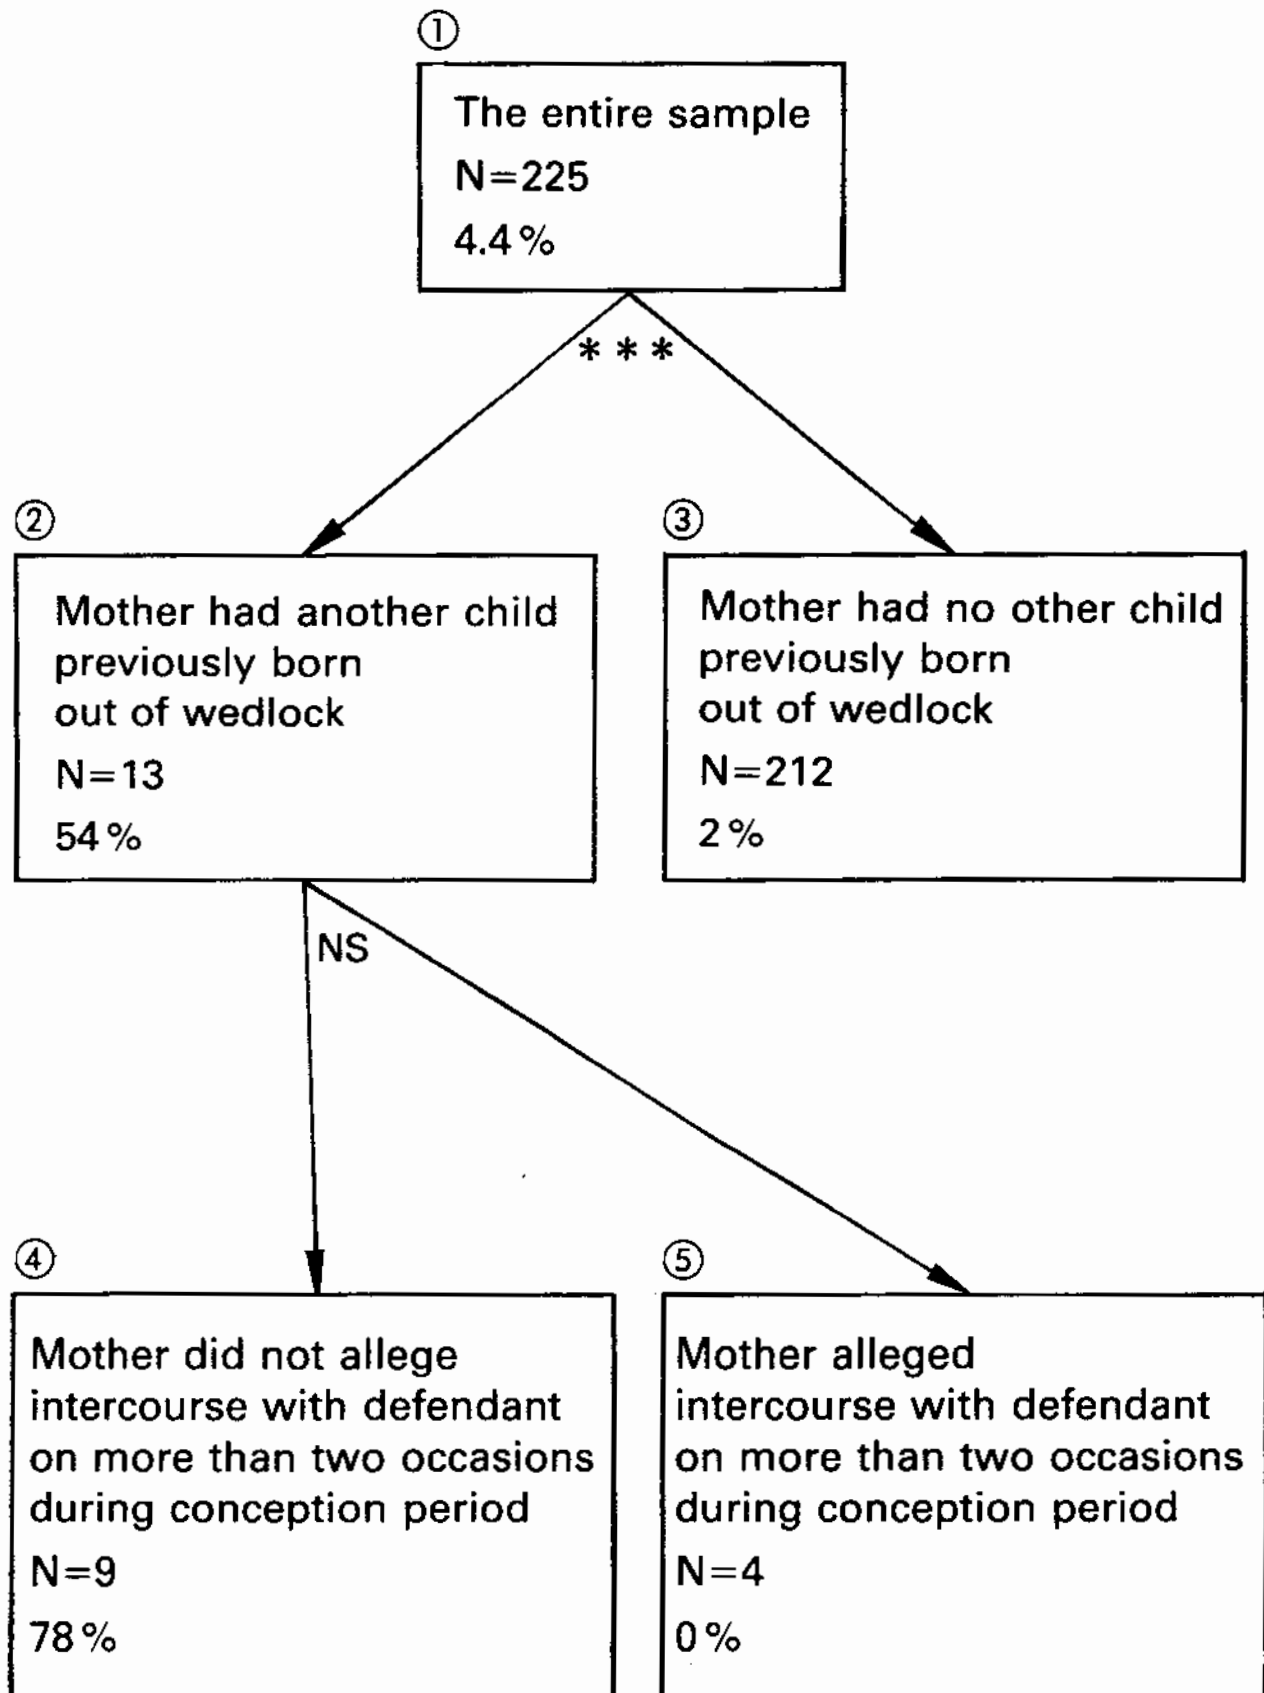 ①
The entire sample
N=225
4.4%
***
②
Mother had another child
previously born
out of wedlock
N=13
54%
③
Mother had no other child
previously born
out of wedlock
N=212
2%
NS
④
Mother did not allege
intercourse with defendant
on more than two occasions
during conception period
N=9
78%
⑤
Mother alleged
intercourse with defendant
on more than two occasions
during conception period
N=4
0%